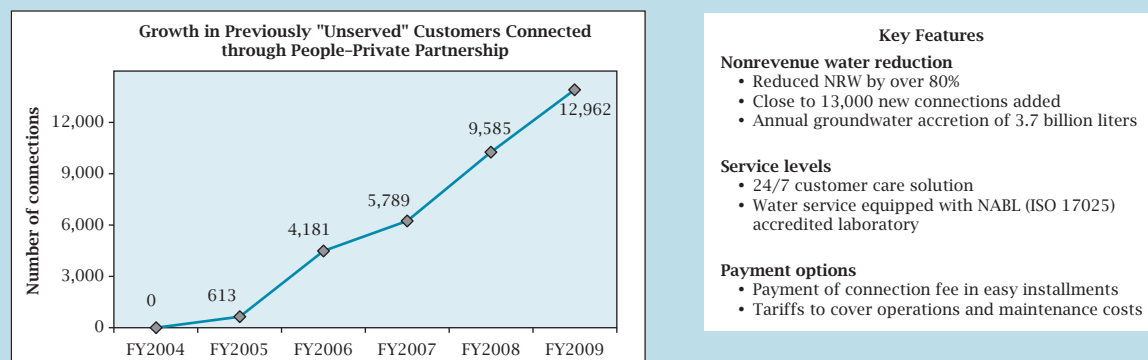 Growth in Previously "Unserved" Customers Connected
through People–Private Partnership
Number of connections
12,000
9,000
6,000
3,000
0
0
613
4,181
5,789
9,585
12,962
FY2004 FY2005 FY2006 FY2007 FY2008 FY2009
Key Features
Nonrevenue water reduction
• Reduced NRW by over 80%
• Close to 13,000 new connections added
• Annual groundwater accretion of 3.7 billion liters
Service levels
• 24/7 customer care solution
• Water service equipped with NABL (ISO 17025)
accredited laboratory
Payment options
• Payment of connection fee in easy installments
• Tariffs to cover operations and maintenance costs